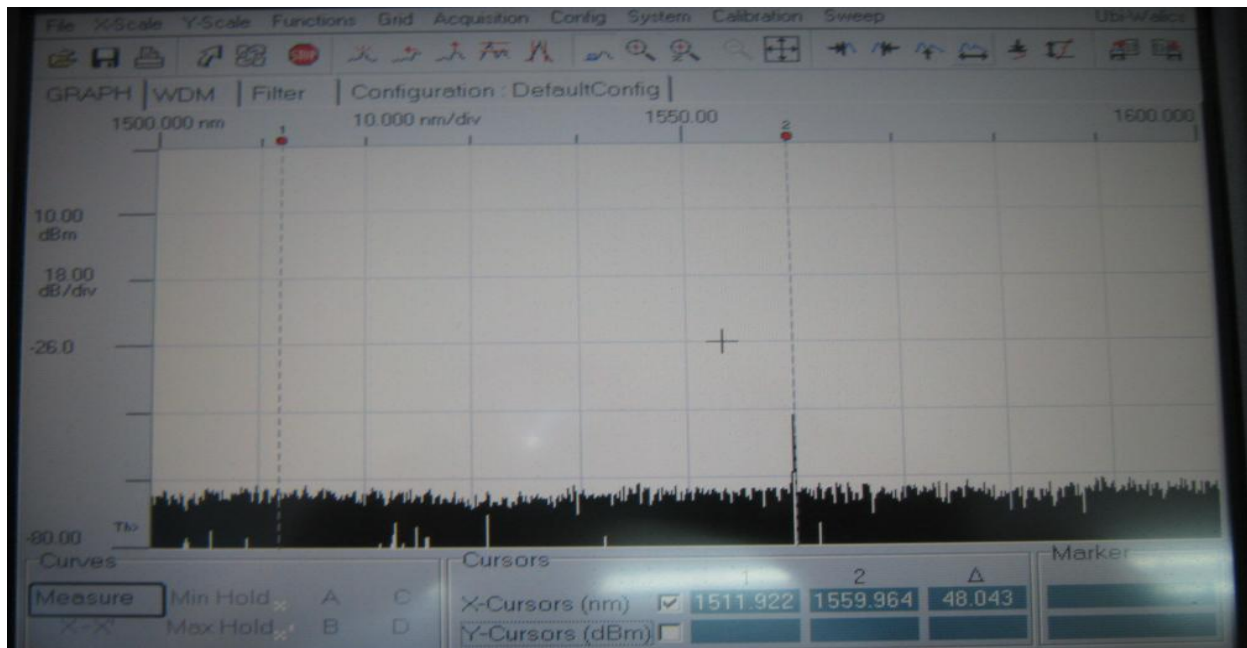 File X-Scale Y-Scale Functions Grid Acquisition Config System Calibration Sweep
STOP
GRAPH WDM Filter Configuration : DefaultConfig
1500.000 nm 10.000 nm/div 1550.00 1600.000
1 2
10.00
dBm
18.00
dB/div
-26.0
Th>
-80.00
Curves Cursors Marker
1 2 Δ
Measure Min Hold A C X-Cursors (nm) 1511.922 1559.964 48.043
X-X' Max Hold B D Y-Cursors (dBm)